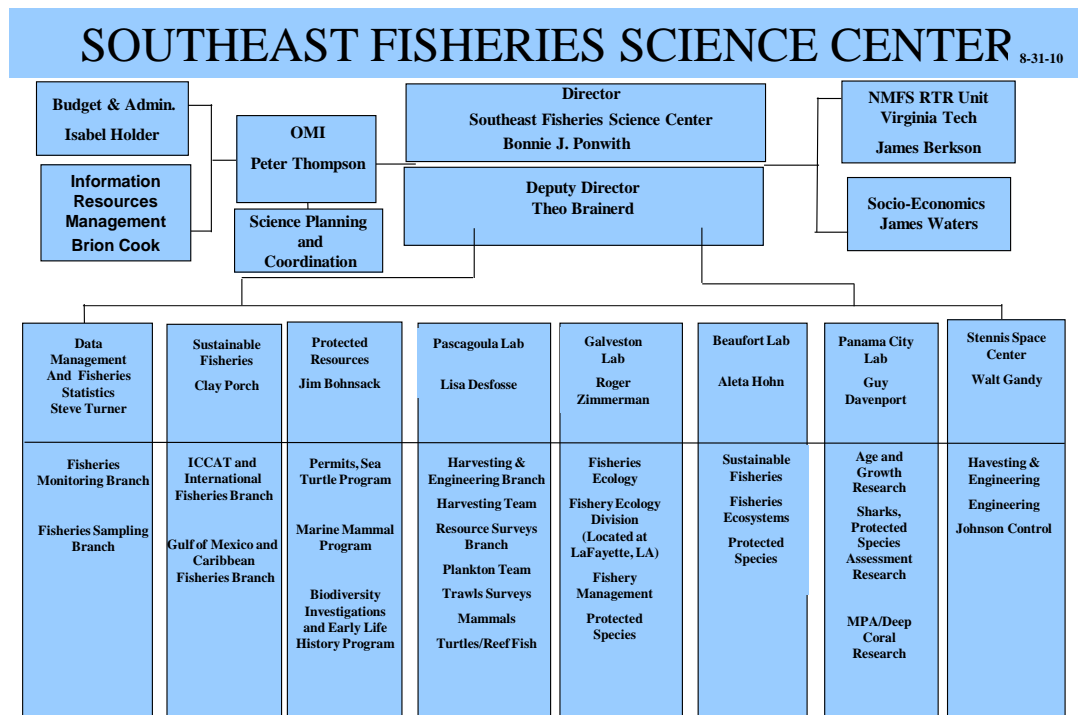 SOUTHEAST FISHERIES SCIENCE CENTER 8-31-10
Budget & Admin.
Isabel Holder
Information
Resources
Management
Brion Cook
OMI
Peter Thompson
Science Planning
and
Coordination
Director
Southeast Fisheries Science Center
Bonnie J. Ponwith
Deputy Director
Theo Brainerd
NMFS RTR Unit
Virginia Tech
James Berkson
Socio-Economics
James Waters
Data
Management
And Fisheries
Statistics
Steve Turner
Fisheries
Monitoring Branch
Fisheries Sampling
Branch
Sustainable
Fisheries
Clay Porch
ICCAT and
International
Fisheries Branch
Gulf of Mexico and
Caribbean
Fisheries Branch
Protected
Resources
Jim Bohnsack
Permits, Sea
Turtle Program
Marine Mammal
Program
Biodiversity
Investigations
and Early Life
History Program
Pascagoula Lab
Lisa Desfosse
Harvesting &
Engineering Branch
Harvesting Team
Resource Surveys
Branch
Plankton Team
Trawls Surveys
Mammals
Turtles/Reef Fish
Galveston
Lab
Roger
Zimmerman
Fisheries
Ecology
Fishery Ecology
Division
(Located at
LaFayette, LA)
Fishery
Management
Protected
Species
Beaufort Lab
Aleta Hohn
Sustainable
Fisheries
Fisheries
Ecosystems
Protected
Species
Panama City
Lab
Guy
Davenport
Age and
Growth
Research
Sharks,
Protected
Species
Assessment
Research
MPA/Deep
Coral
Research
Stennis Space
Center
Walt Gandy
Havesting &
Engineering
Engineering
Johnson Control